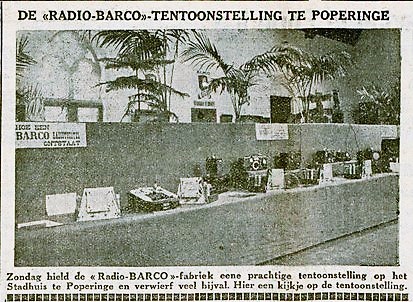 DE «RADIO-BARCO»-TENTOONSTELLING TE POPERINGE
HOE EEN
BARCO
ONTSTAAT
Zondag hield de « Radio-BARCO »-fabriek eene prachtige tentoonstelling op het
Stadhuis te Poperinge en verwierf veel bijval. Hier een kijkje op de tentoonstelling.